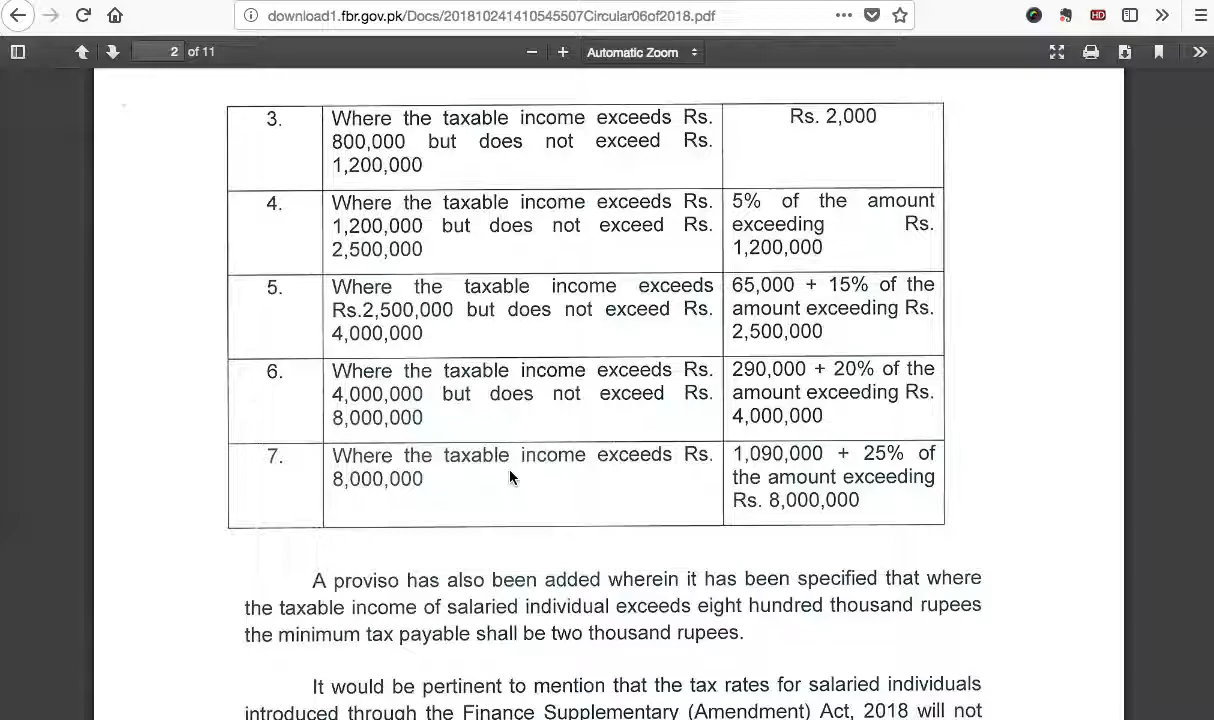 download1.fbr.gov.pk/Docs/201810241410545507Circular06of2018.pdf
HD
2 of 11
Automatic Zoom
3. Where the taxable income exceeds Rs. Rs. 2,000
800,000 but does not exceed Rs.
1,200,000
4. Where the taxable income exceeds Rs. 5% of the amount
1,200,000 but does not exceed Rs. exceeding Rs.
2,500,000 1,200,000
5. Where the taxable income exceeds 65,000 + 15% of the
Rs.2,500,000 but does not exceed Rs. amount exceeding Rs.
4,000,000 2,500,000
6. Where the taxable income exceeds Rs. 290,000 + 20% of the
4,000,000 but does not exceed Rs. amount exceeding Rs.
8,000,000 4,000,000
7. Where the taxable income exceeds Rs. 1,090,000 + 25% of
8,000,000 the amount exceeding
Rs. 8,000,000
A proviso has also been added wherein it has been specified that where
the taxable income of salaried individual exceeds eight hundred thousand rupees
the minimum tax payable shall be two thousand rupees.
It would be pertinent to mention that the tax rates for salaried individuals
introduced through the Finance Supplementary (Amendment) Act, 2018 will not